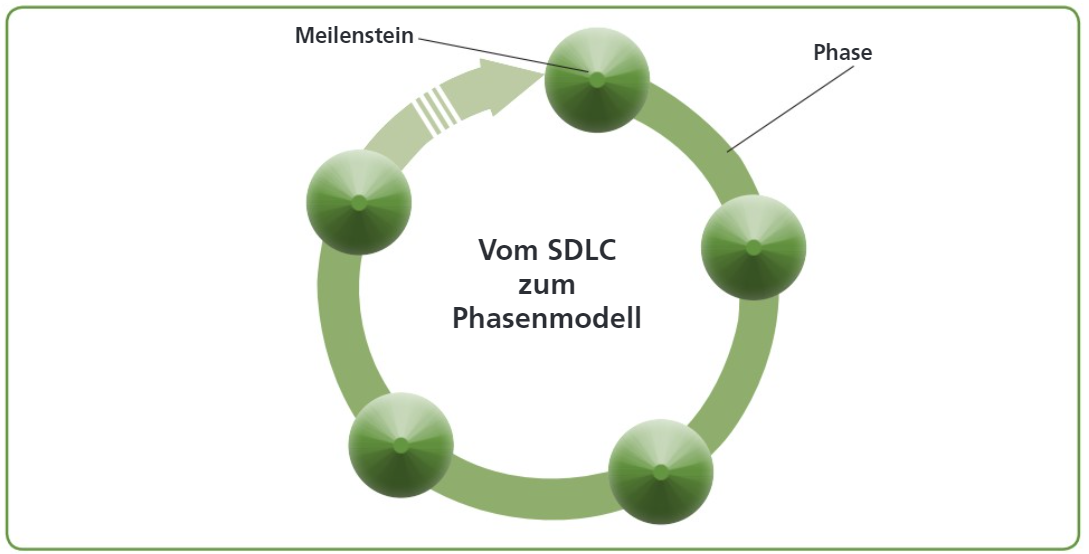 Meilenstein
Phase
Vom SDLC
zum
Phasenmodell